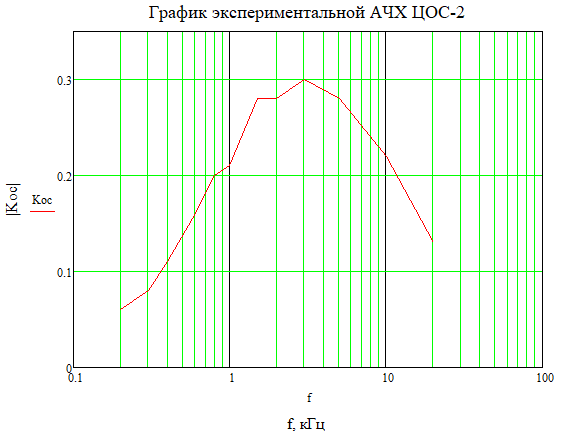 График экспериментальной АЧХ ЦОС-2
0.3
0.2
0.1
0
|Кос|
Кос
0.1 1 10 100
f
f, кГц